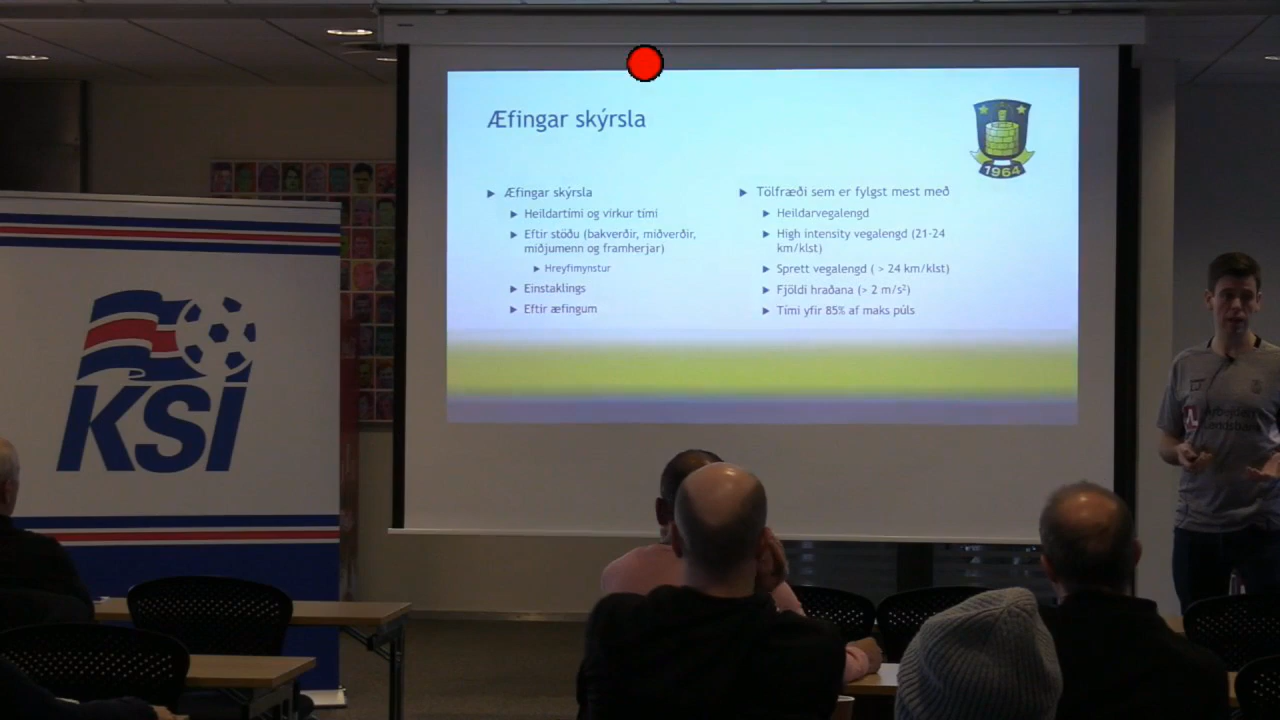 Æfingar skýrsla
1964
▶ Æfingar skýrsla
▶ Heildartími og virkur tími
▶ Eftir stöðu (bakverðir, miðverðir,
miðjumenn og framherjar)
▶ Hreyfimynstur
▶ Einstaklings
▶ Eftir æfingum
▶ Tölfræði sem er fylgst mest með
▶ Heildarvegalengd
▶ High intensity vegalengd (21-24
km/klst)
▶ Sprett vegalengd ( > 24 km/klst)
▶ Fjöldi hraðana (> 2 m/s²)
▶ Tími yfir 85% af maks púls
KSÍ
Arbejdernes
Landsbank